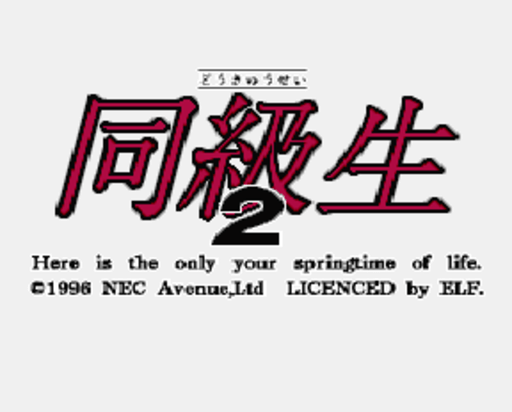 どうきゅうせい
同級生
2
Here is the only your springtime of life.
©1996 NEC Avenue,Ltd LICENCED by ELF.